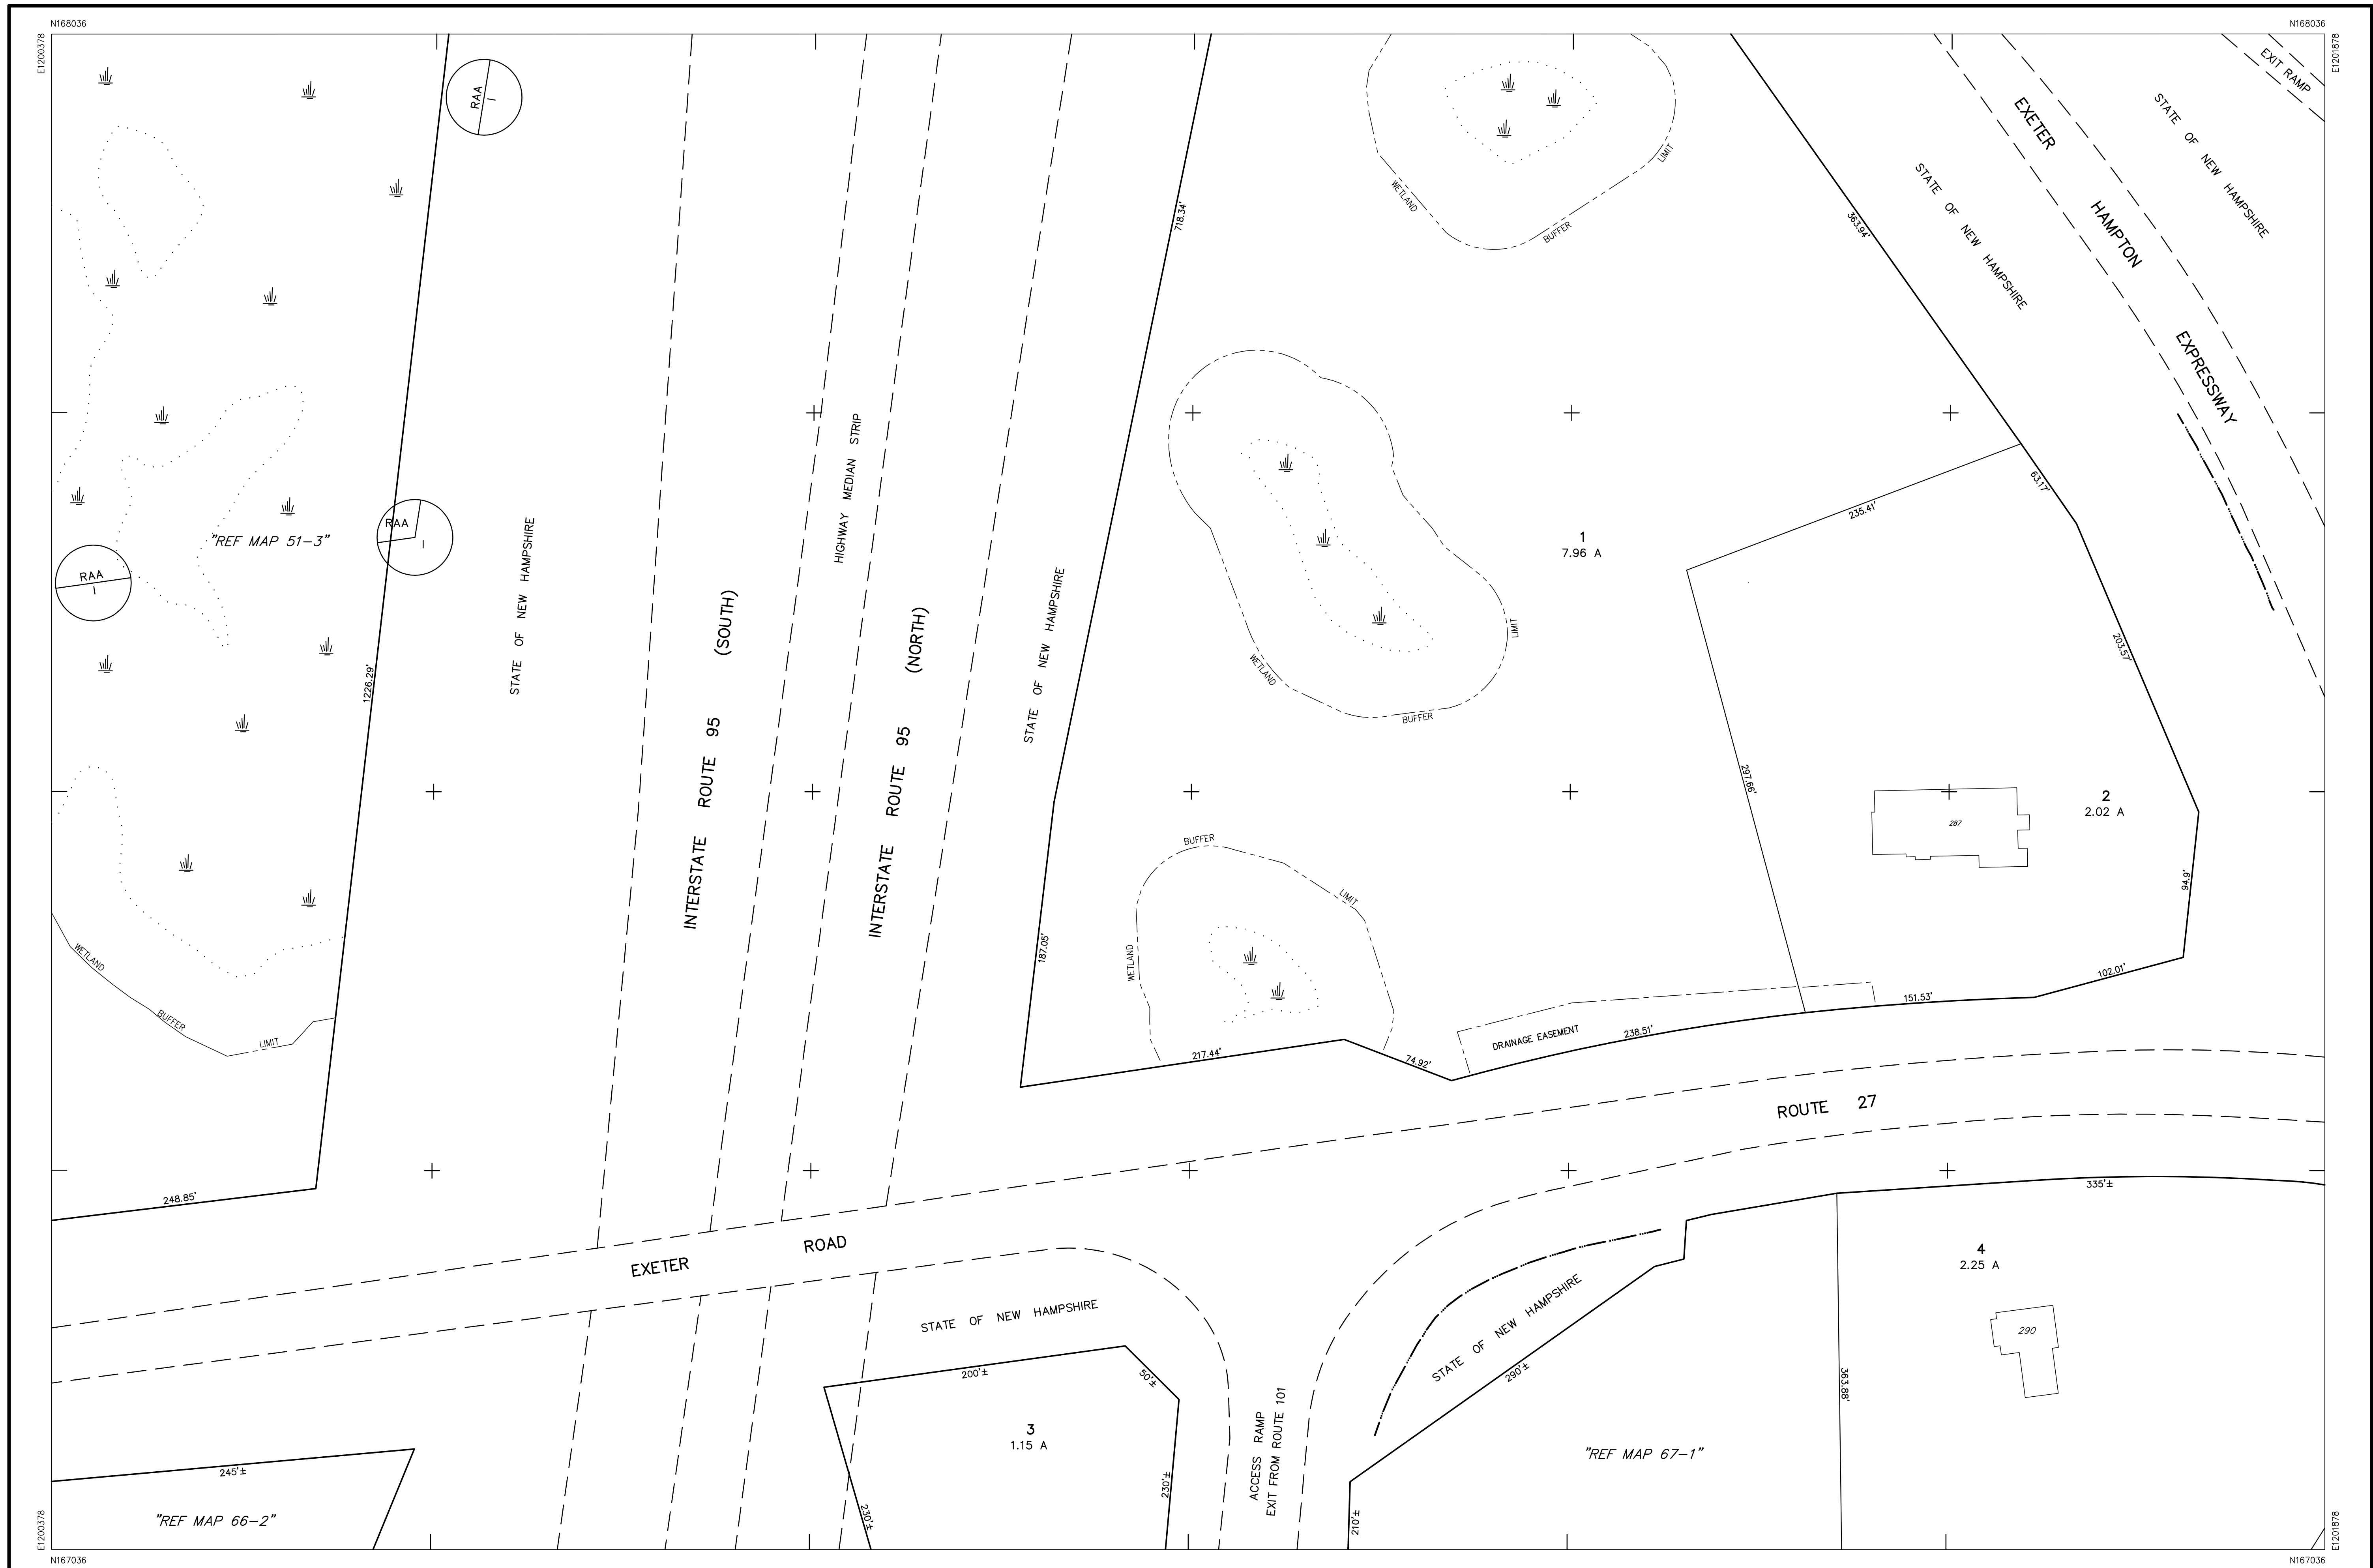 N168036
N168036
E1200378
E1201878
RAA
I
EXIT RAMP
STATE OF NEW HAMPSHIRE
EXETER HAMPTON EXPRESSWAY
STATE OF NEW HAMPSHIRE
WETLAND
BUFFER
LIMIT
718.34'
363.94'
HIGHWAY MEDIAN STRIP
63.17'
235.41'
1
7.96 A
"REF MAP 51-3"
RAA
I
RAA
I
STATE OF NEW HAMPSHIRE
STATE OF NEW HAMPSHIRE
INTERSTATE ROUTE 95 (SOUTH)
INTERSTATE ROUTE 95 (NORTH)
WETLAND
BUFFER
LIMIT
1226.29'
203.57'
297.66'
2
2.02 A
287
94.9'
BUFFER
LIMIT
WETLAND
187.05'
WETLAND
BUFFER
LIMIT
102.01'
151.53'
238.51'
DRAINAGE EASEMENT
217.44'
74.92'
ROUTE 27
248.85'
335'±
EXETER ROAD
4
2.25 A
290
STATE OF NEW HAMPSHIRE
STATE OF NEW HAMPSHIRE
290'±
363.88'
200'±
50'±
3
1.15 A
230'±
230'±
ACCESS RAMP
EXIT FROM ROUTE 101
210'±
"REF MAP 67-1"
245'±
"REF MAP 66-2"
E1200378
E1201878
N167036
N167036